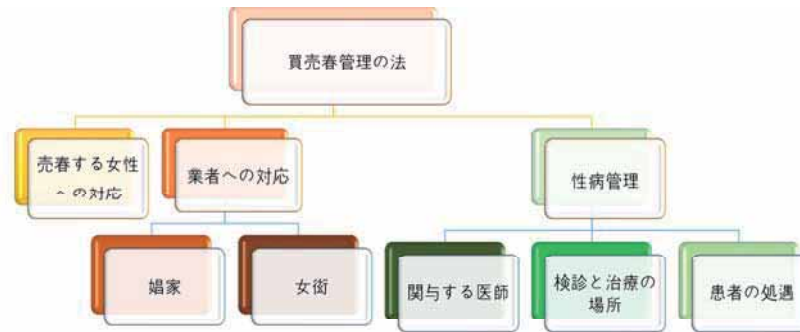 買売春管理の法
売春する女性
への対応
業者への対応
性病管理
娼家
女衒
関与する医師
検診と治療の
場所
患者の処遇